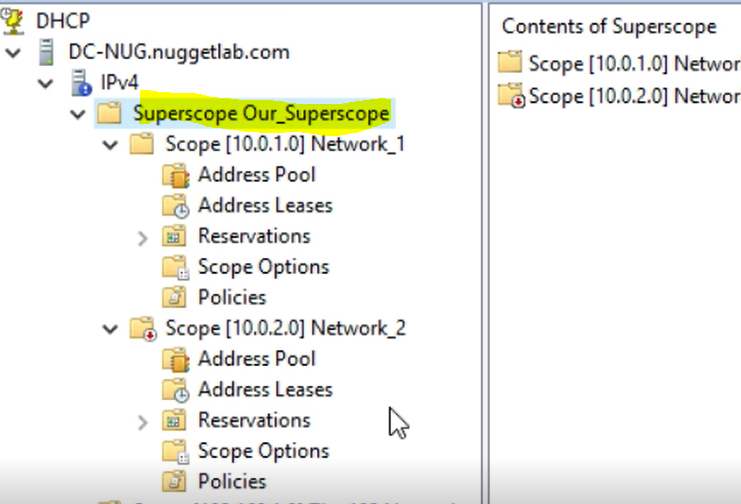 DHCP
DC-NUG.nuggetlab.com
IPv4
Superscope Our_Superscope
Scope [10.0.1.0] Network_1
Address Pool
Address Leases
Reservations
Scope Options
Policies
Scope [10.0.2.0] Network_2
Address Pool
Address Leases
Reservations
Scope Options
Policies
Contents of Superscope
Scope [10.0.1.0] Networ
Scope [10.0.2.0] Networ